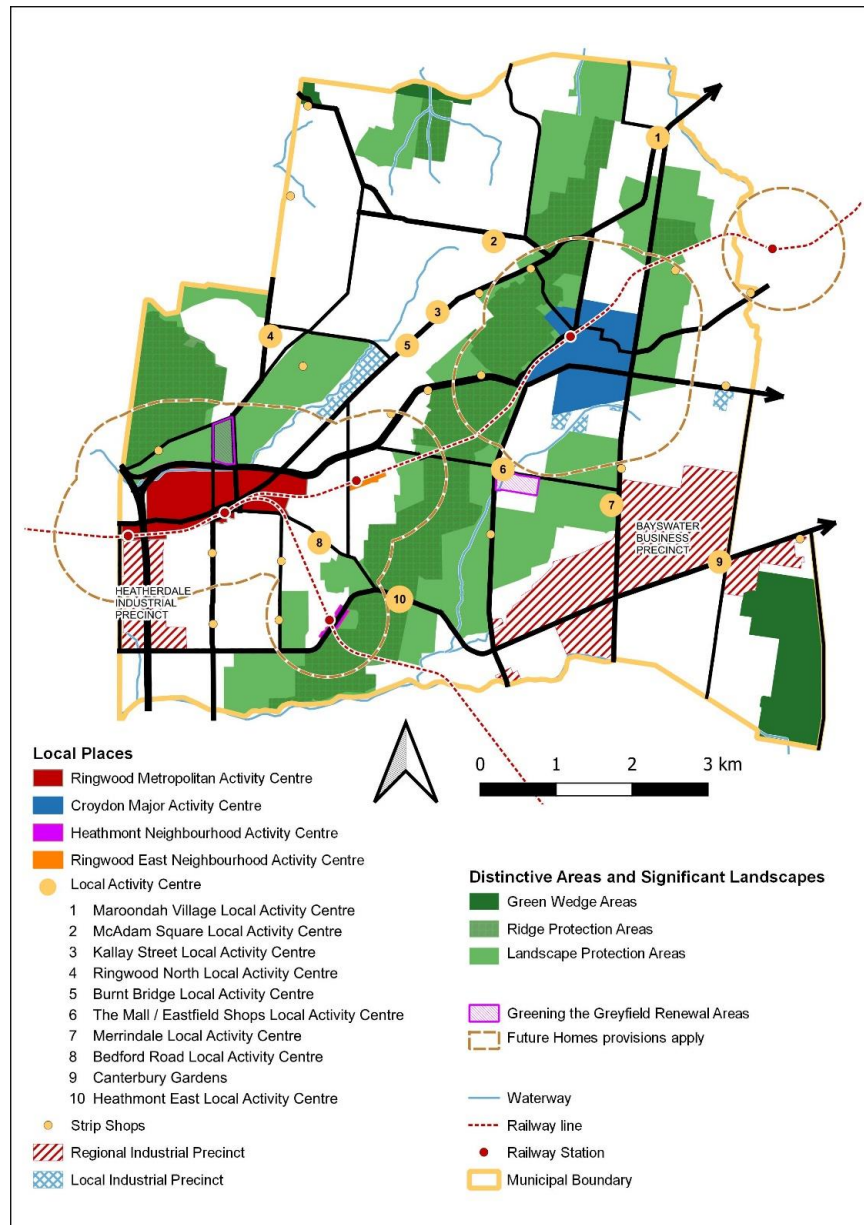 1
2
3
5
4
6
7
BAYSWATER
BUSINESS
PRECINCT
8
9
HEATHERDALE
INDUSTRIAL
PRECINCT
10
0 1 2 3 km
Local Places
Ringwood Metropolitan Activity Centre
Croydon Major Activity Centre
Heathmont Neighbourhood Activity Centre
Ringwood East Neighbourhood Activity Centre
Local Activity Centre
1 Maroondah Village Local Activity Centre
2 McAdam Square Local Activity Centre
3 Kallay Street Local Activity Centre
4 Ringwood North Local Activity Centre
5 Burnt Bridge Local Activity Centre
6 The Mall / Eastfield Shops Local Activity Centre
7 Merrindale Local Activity Centre
8 Bedford Road Local Activity Centre
9 Canterbury Gardens
10 Heathmont East Local Activity Centre
Strip Shops
Regional Industrial Precinct
Local Industrial Precinct
Distinctive Areas and Significant Landscapes
Green Wedge Areas
Ridge Protection Areas
Landscape Protection Areas
Greening the Greyfield Renewal Areas
Future Homes provisions apply
Waterway
Railway line
Railway Station
Municipal Boundary